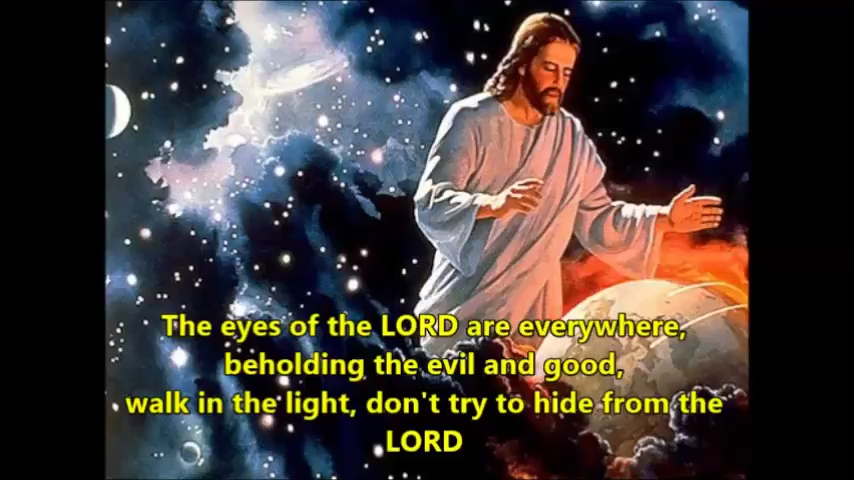 The eyes of the LORD are everywhere,
beholding the evil and good,
walk in the light, don't try to hide from the
LORD